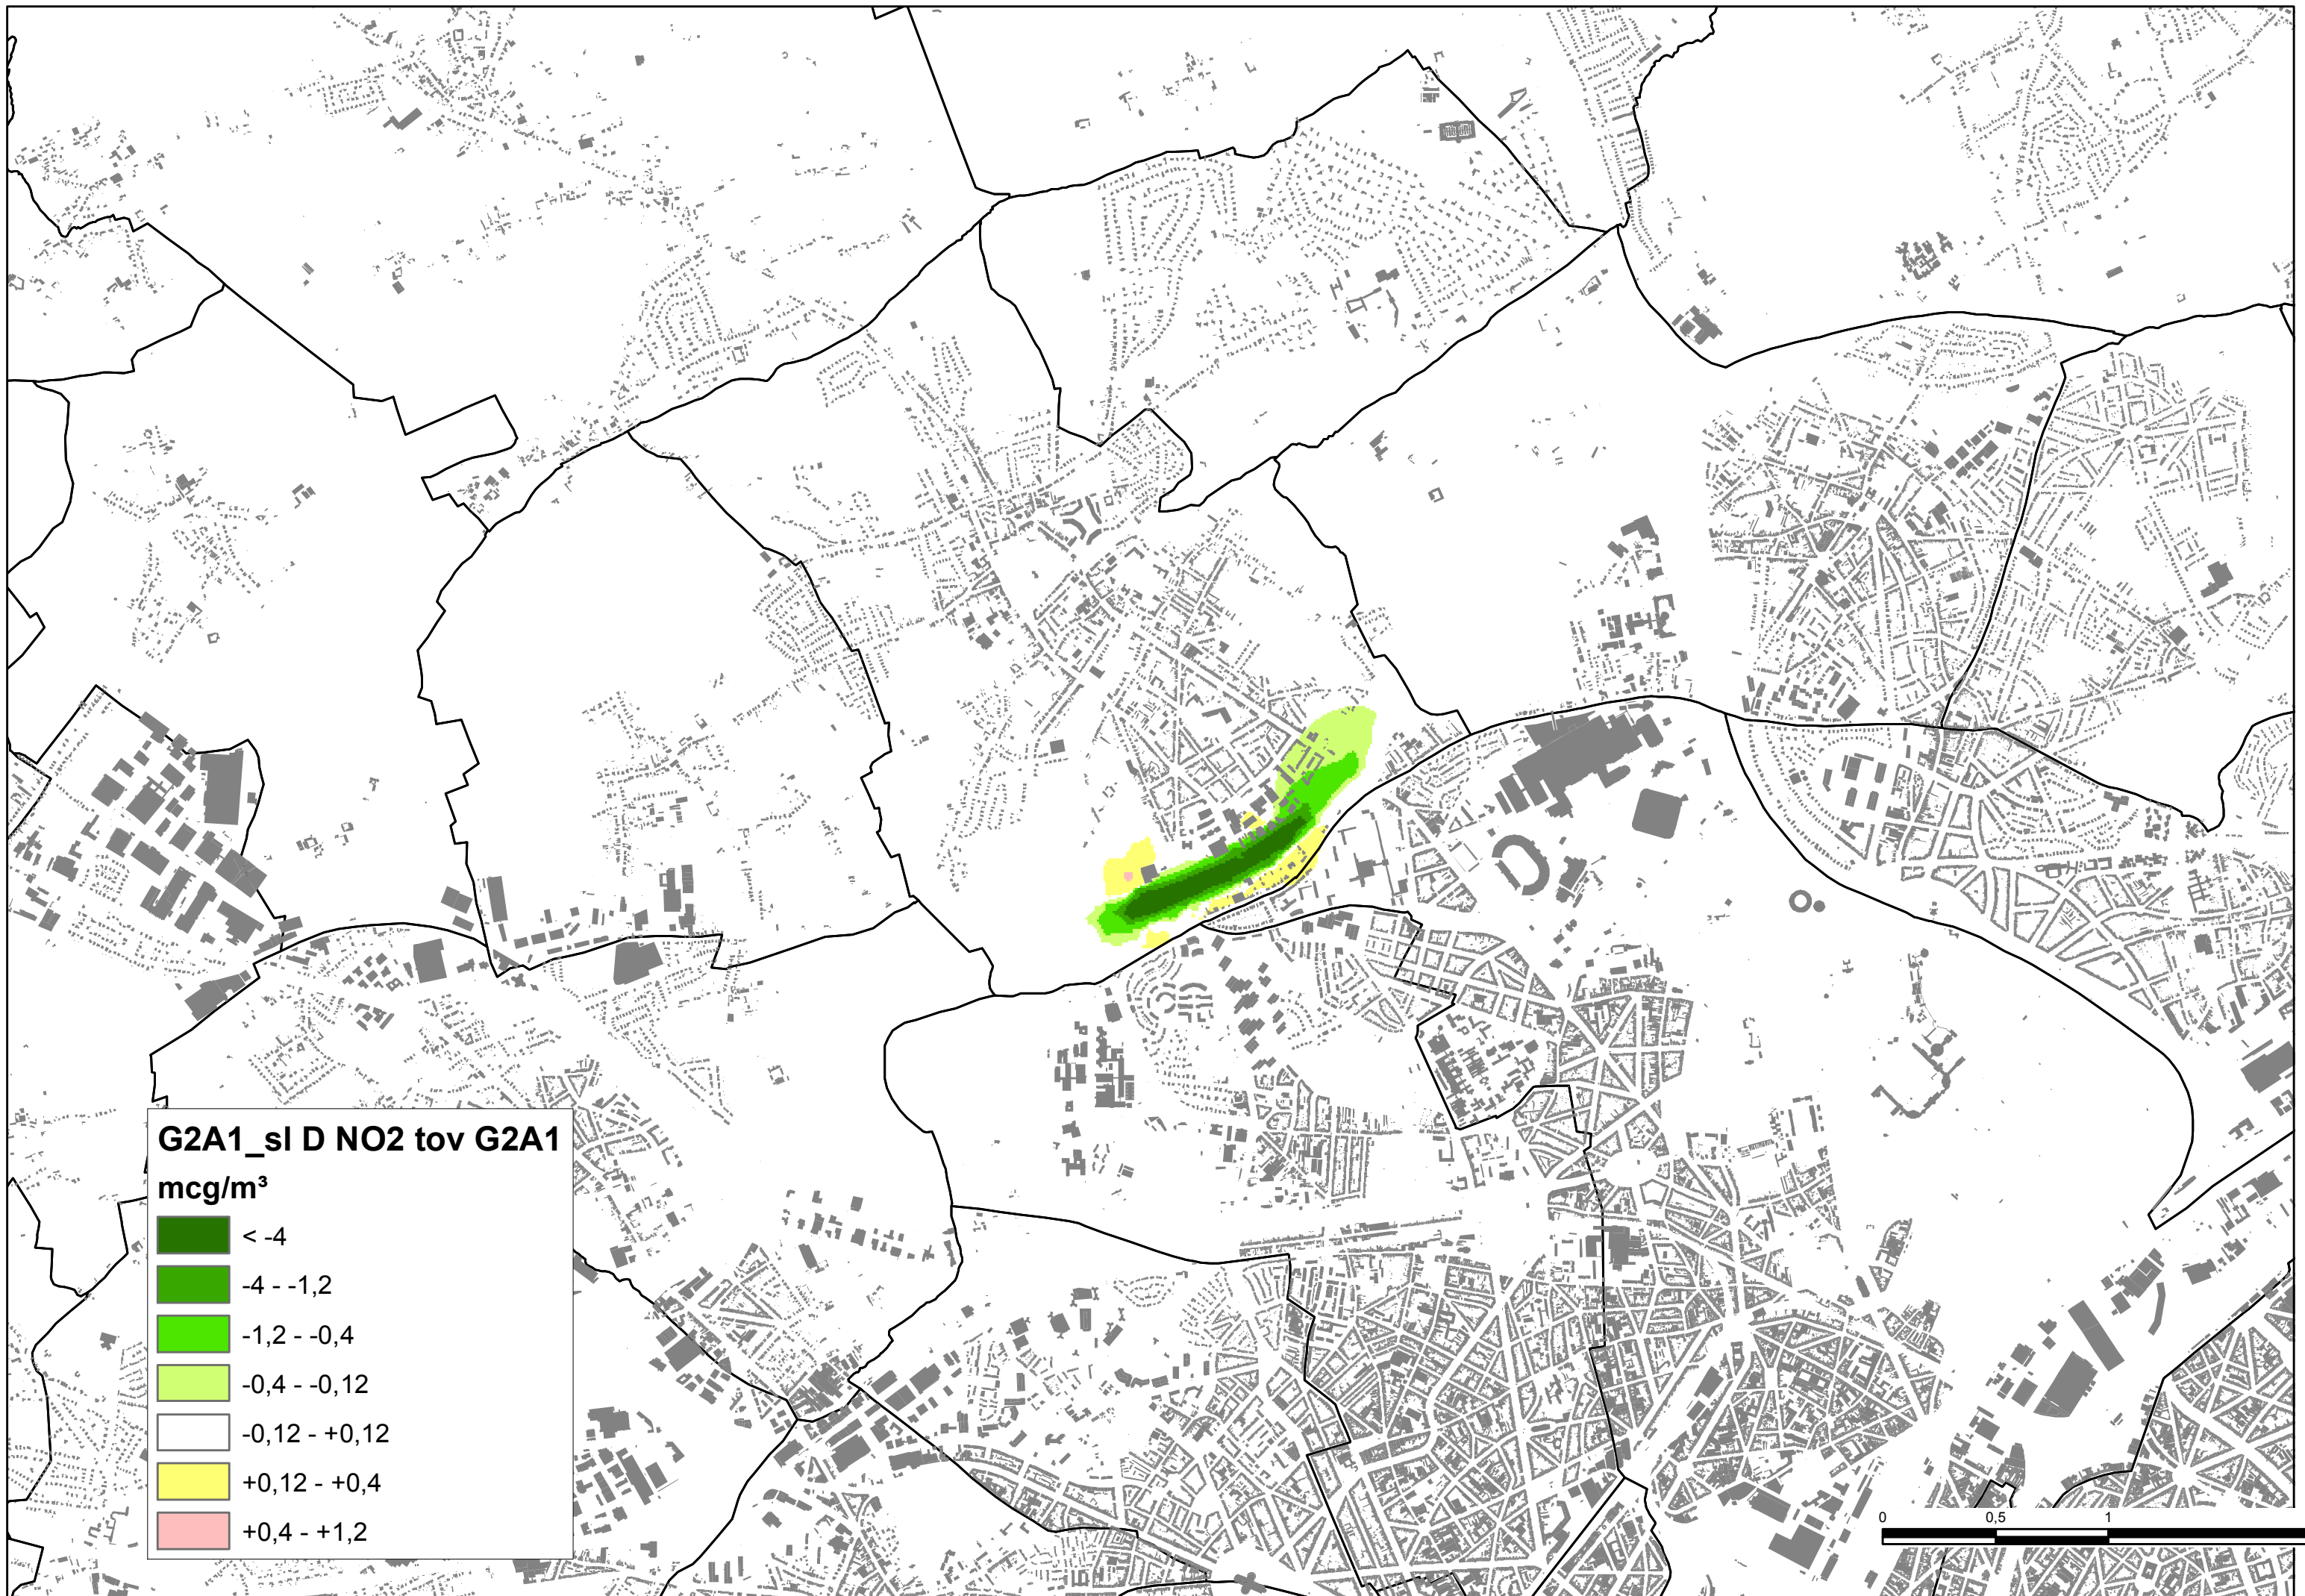 G2A1_sl D NO2 tov G2A1
mcg/m³
< -4
-4 - -1,2
-1,2 - -0,4
-0,4 - -0,12
-0,12 - +0,12
+0,12 - +0,4
+0,4 - +1,2
0 0,5 1